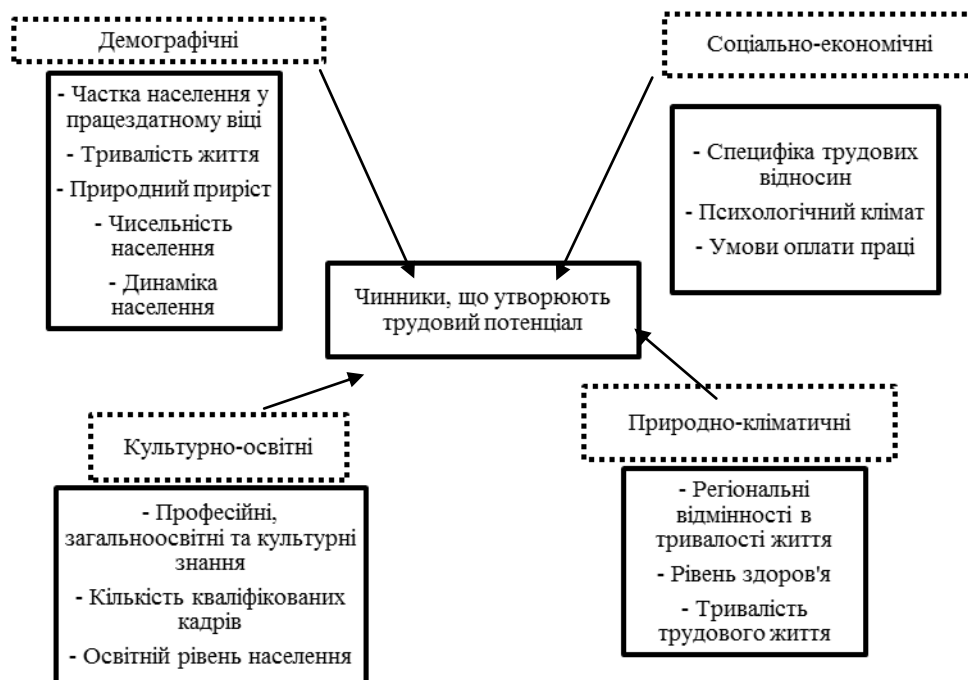 Демографічні
- Частка населення у
працездатному віці
- Тривалість життя
- Природний приріст
- Чисельність
населення
- Динаміка
населення
Соціально-економічні
- Специфіка трудових
відносин
- Психологічний клімат
- Умови оплати праці
Чинники, що утворюють
трудовий потенціал
Культурно-освітні
- Професійні,
загальноосвітні та культурні
знання
- Кількість кваліфікованих
кадрів
- Освітній рівень населення
Природно-кліматичні
- Регіональні
відмінності в
тривалості життя
- Рівень здоров'я
- Тривалість
трудового життя